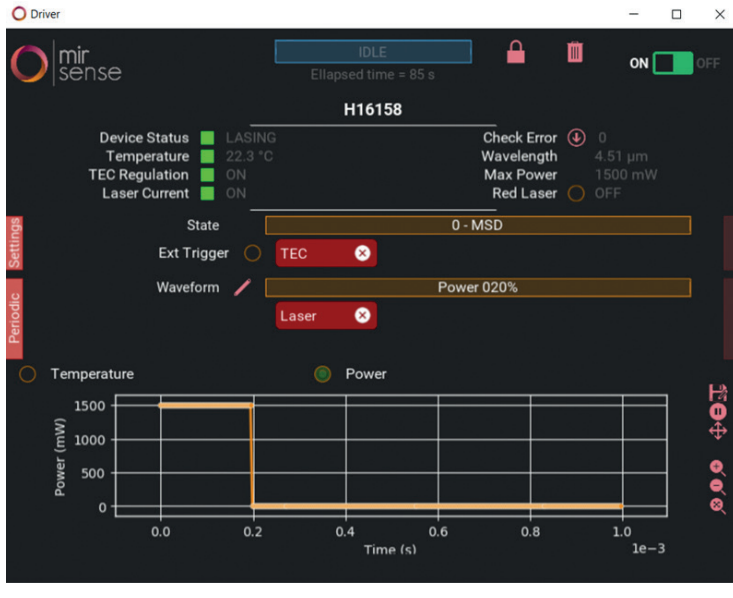 Driver
mir
sense
IDLE
Ellapsed time = 85 s
ON OFF
H16158
Device Status LASING
Check Error 0
Temperature 22.3 °C
Wavelength 4.51 µm
TEC Regulation ON
Max Power 1500 mW
Laser Current ON
Red Laser OFF
Settings
State 0 - MSD
Ext Trigger TEC
Periodic
Waveform Power 020%
Laser
Temperature Power
Power (mW)
1500
1000
500
0
0.0 0.2 0.4 0.6 0.8 1.0
Time (s)
1e−3